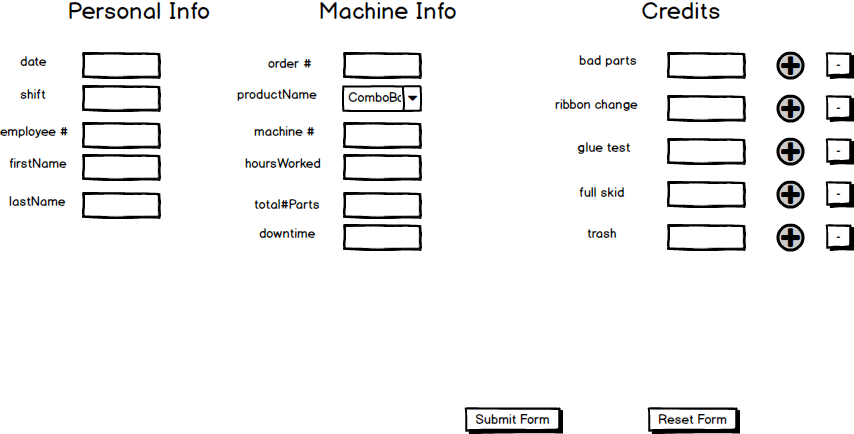 Personal Info
date
shift
employee #
firstName
lastName
Machine Info
order #
productName
ComboBo
machine #
hoursWorked
total#Parts
downtime
Credits
bad parts
-
ribbon change
-
glue test
-
full skid
-
trash
-
Submit Form
Reset Form